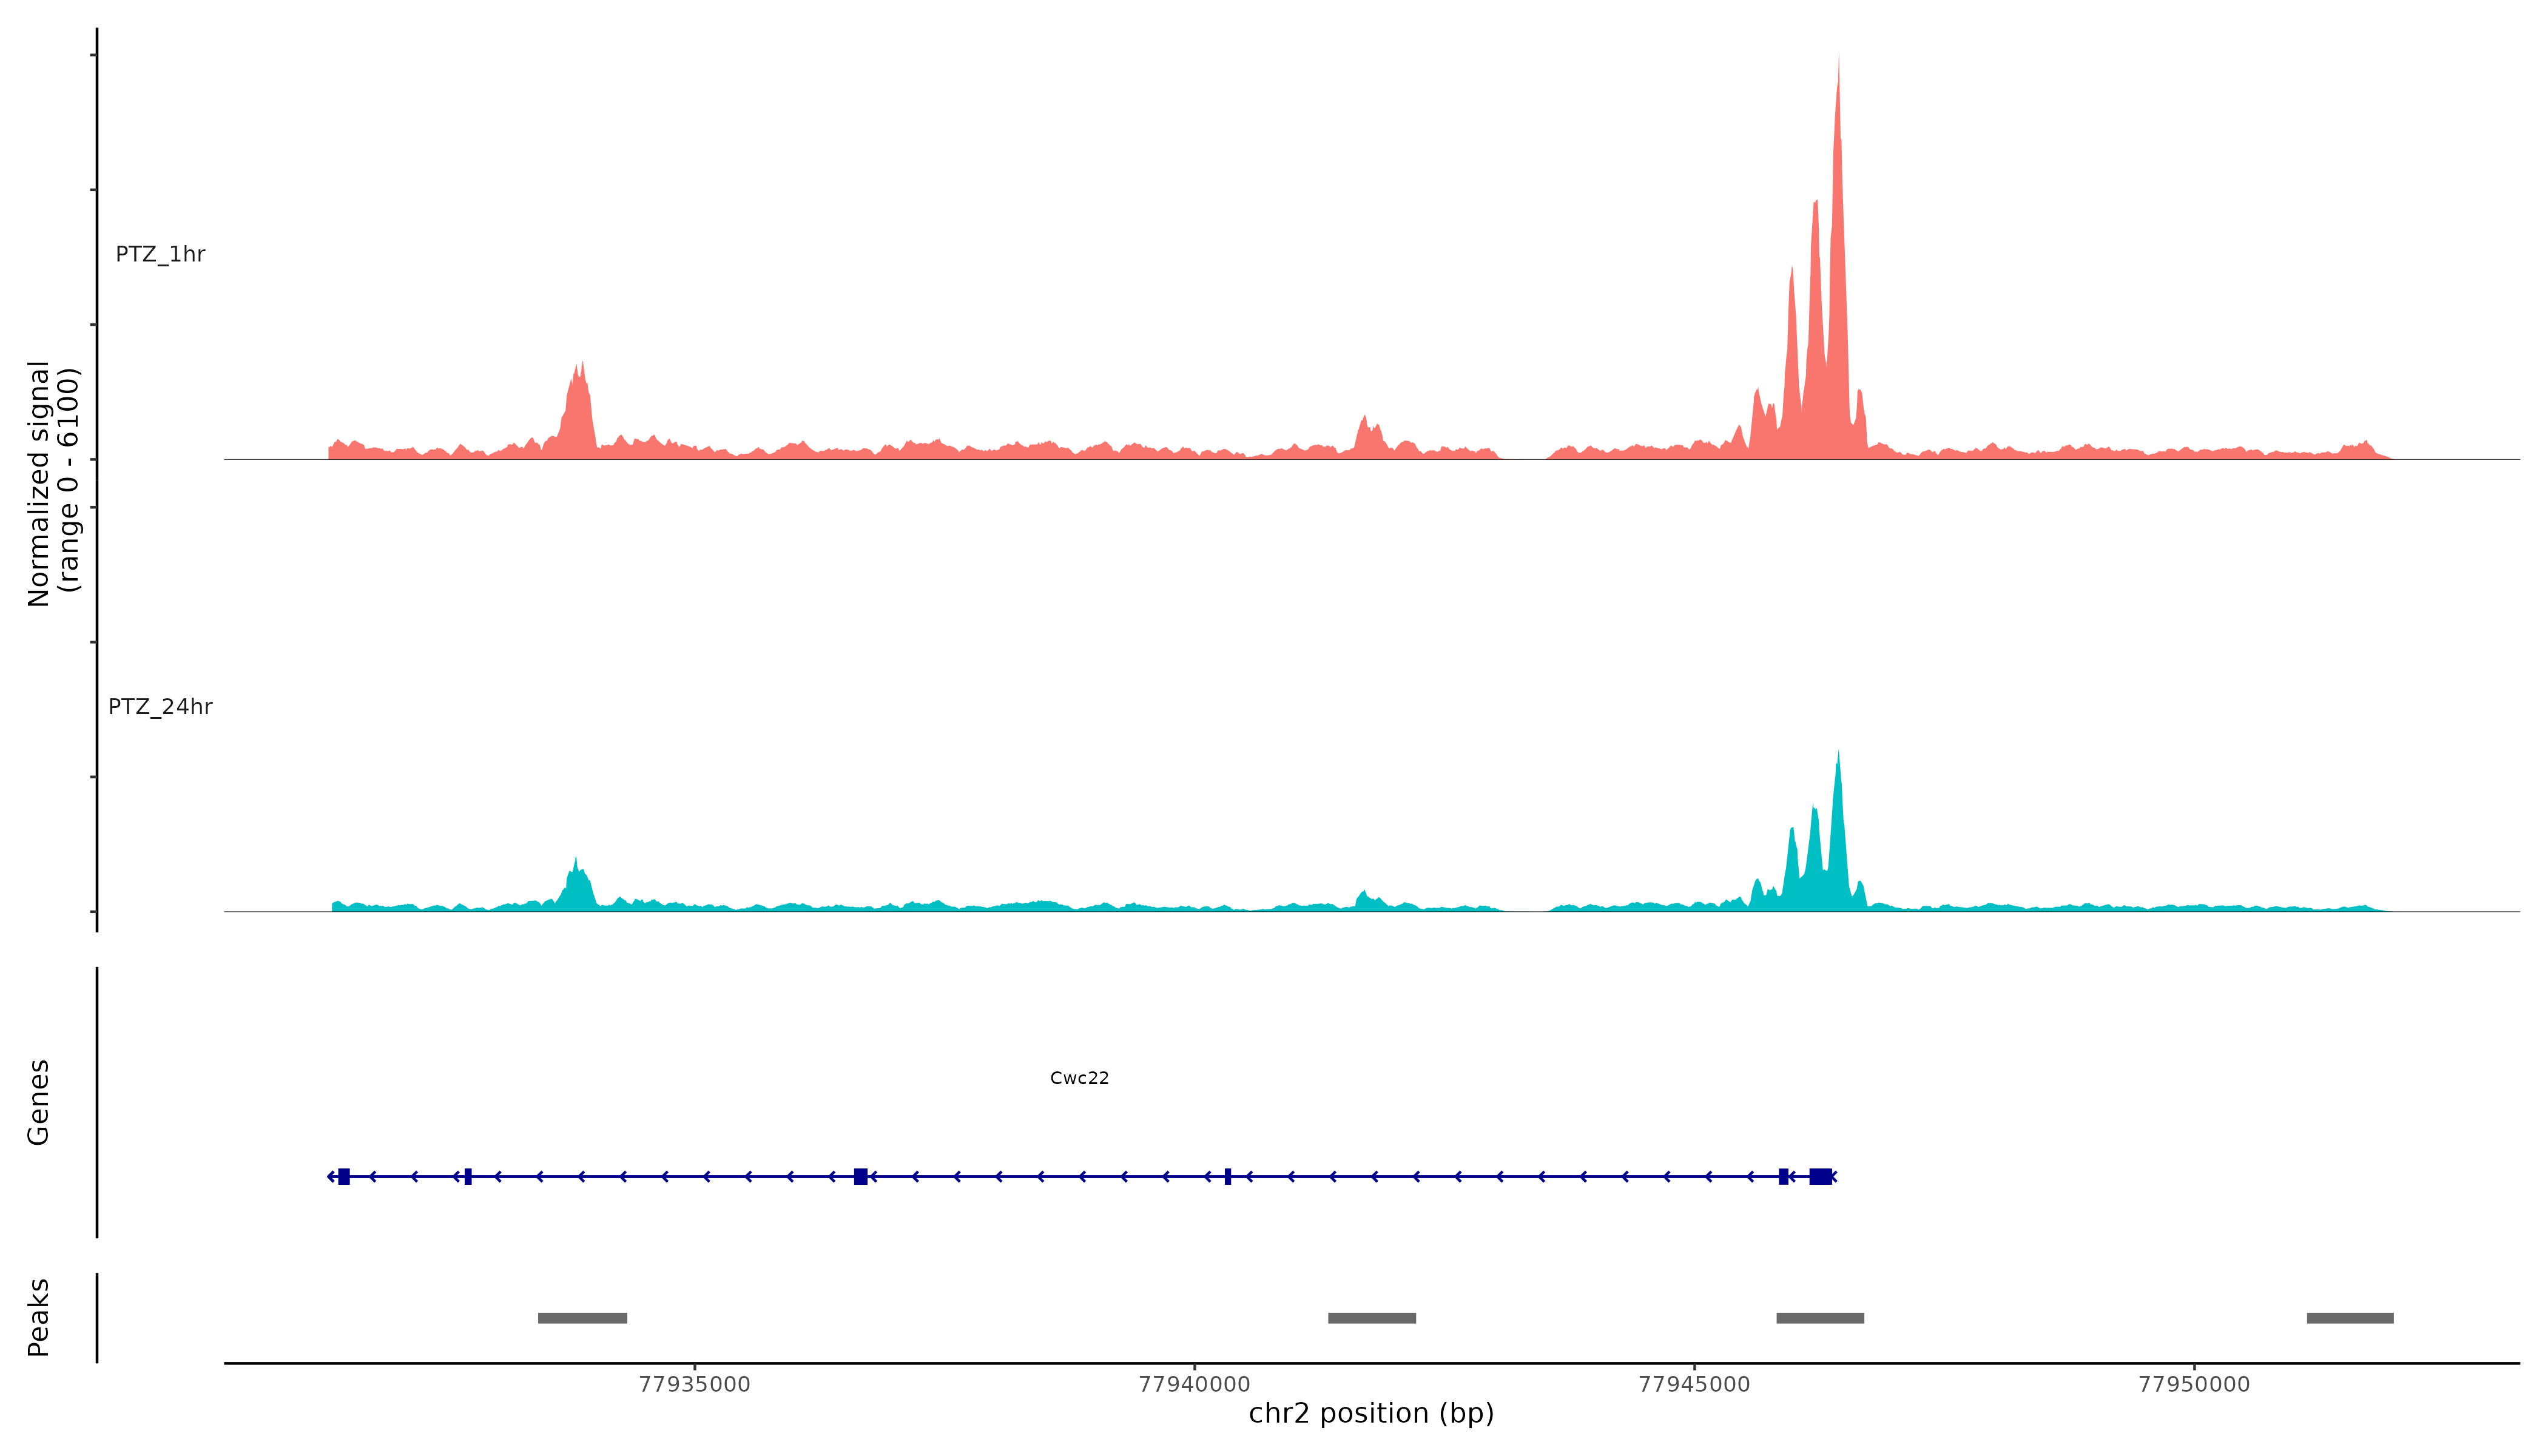 PTZ_1hr
Normalized signal
(range 0 - 6100)
PTZ_24hr
Genes
Cwc22
Peaks
77935000
77940000
77945000
77950000
chr2 position (bp)